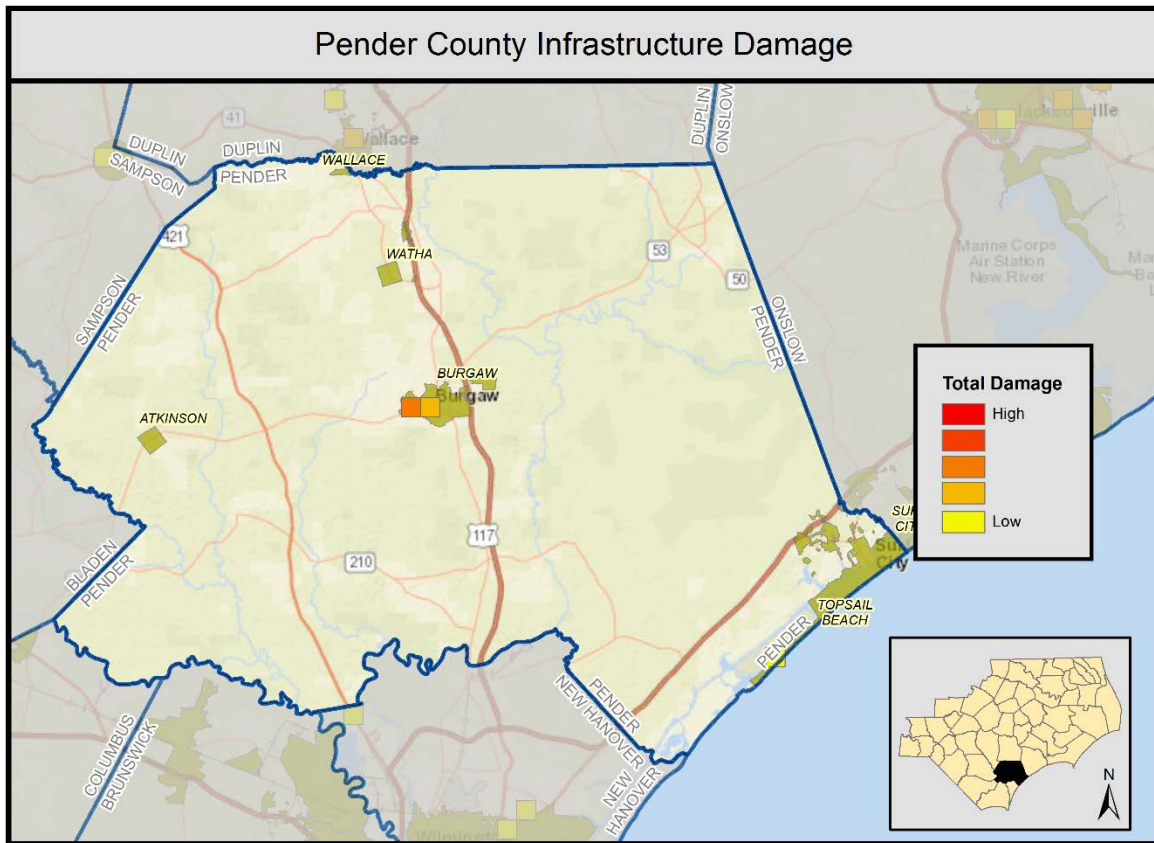 Pender County Infrastructure Damage
41
Wallace
DUPLIN
SAMPSON
DUPLIN
PENDER
WALLACE
DUPLIN
ONSLOW
421
WATHA
53
50
Marine Corps
Air Station
New River
SAMPSON
PENDER
ONSLOW
PENDER
BURGAW
Burgaw
ATKINSON
Total Damage
High
Low
117
210
BLADEN
PENDER
City
TOPSAIL
BEACH
PENDER
PENDER
NEW HANOVER
COLUMBUS
BRUNSWICK
NEW
HANOVER
N